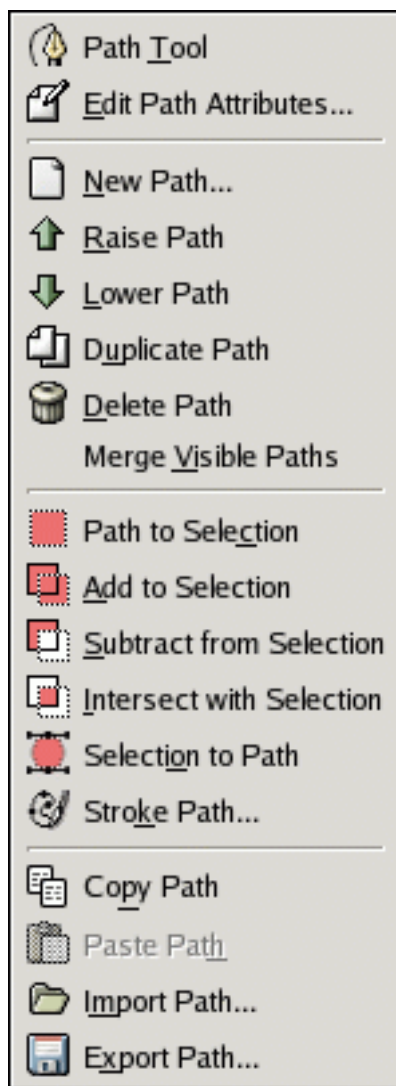 Path Tool
Edit Path Attributes...
New Path...
Raise Path
Lower Path
Duplicate Path
Delete Path
Merge Visible Paths
Path to Selection
Add to Selection
Subtract from Selection
Intersect with Selection
Selection to Path
Stroke Path...
Copy Path
Paste Path
Import Path...
Export Path...